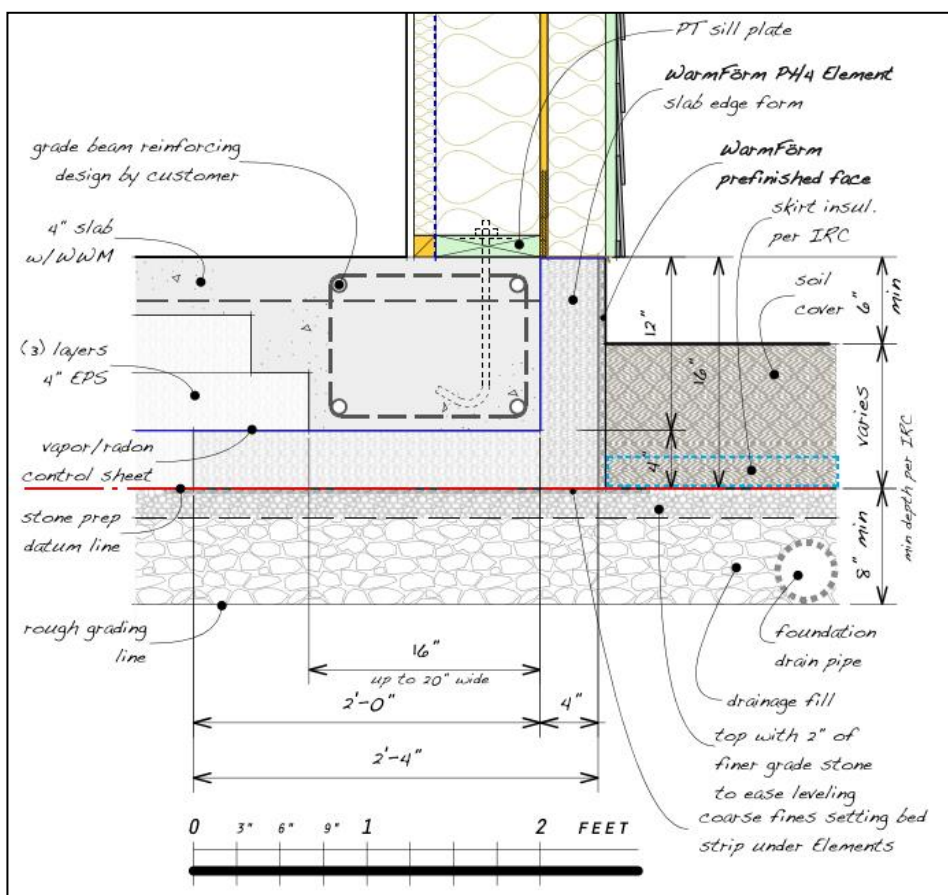 PT sill plate
WarmFörm PH4 Element
slab edge form
WarmFörm
prefinished face
skirt insul.
per IRC
soil
cover
6"
min
grade beam reinforcing
design by customer
4" slab
w/ WWM
(3) layers
4" EPS
vapor/radon
control sheet
stone prep
datum line
rough grading
line
12"
16"
4"
varies
8" min
min depth per IRC
16"
up to 20" wide
2'-0"
4"
2'-4"
foundation
drain pipe
drainage fill
top with 2" of
finer grade stone
to ease leveling
coarse fines setting bed
strip under Elements
0 3" 6" 9" 1 2 FEET